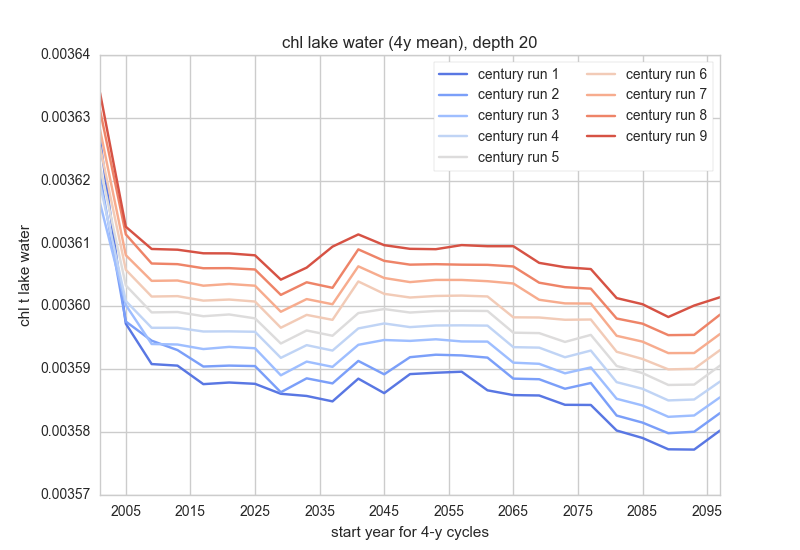 chl lake water (4y mean), depth 20
0.00364
0.00363
0.00362
0.00361
0.00360
0.00359
0.00358
0.00357
chl t lake water
century run 1
century run 2
century run 3
century run 4
century run 5
century run 6
century run 7
century run 8
century run 9
2005 2015 2025 2035 2045 2055 2065 2075 2085 2095
start year for 4-y cycles